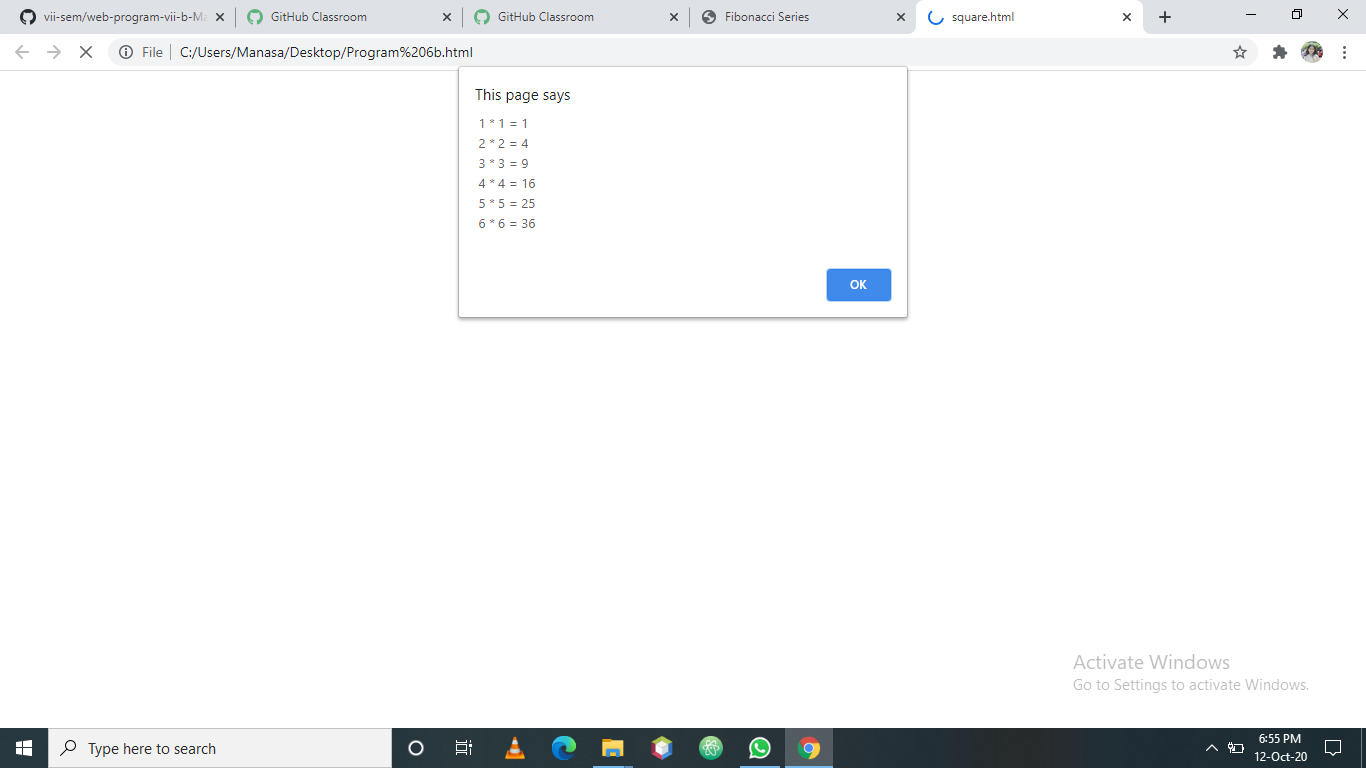 vii-sem/web-program-vii-b-Ma
GitHub Classroom
GitHub Classroom
Fibonacci Series
square.html
File
C:/Users/Manasa/Desktop/Program%206b.html
This page says
1 * 1 = 1
2 * 2 = 4
3 * 3 = 9
4 * 4 = 16
5 * 5 = 25
6 * 6 = 36
OK
Activate Windows
Go to Settings to activate Windows.
Type here to search
6:55 PM
12-Oct-20